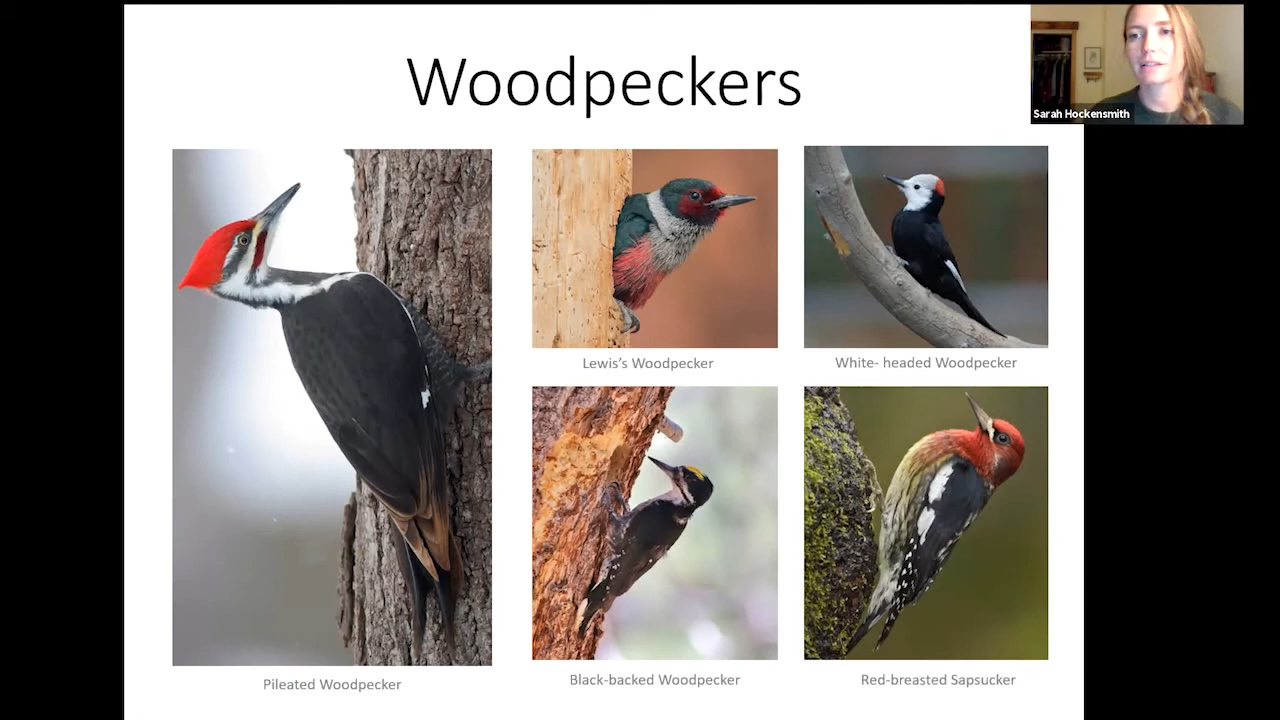 Woodpeckers
Sarah Hockensmith
Lewis's Woodpecker
White- headed Woodpecker
Pileated Woodpecker
Black-backed Woodpecker
Red-breasted Sapsucker